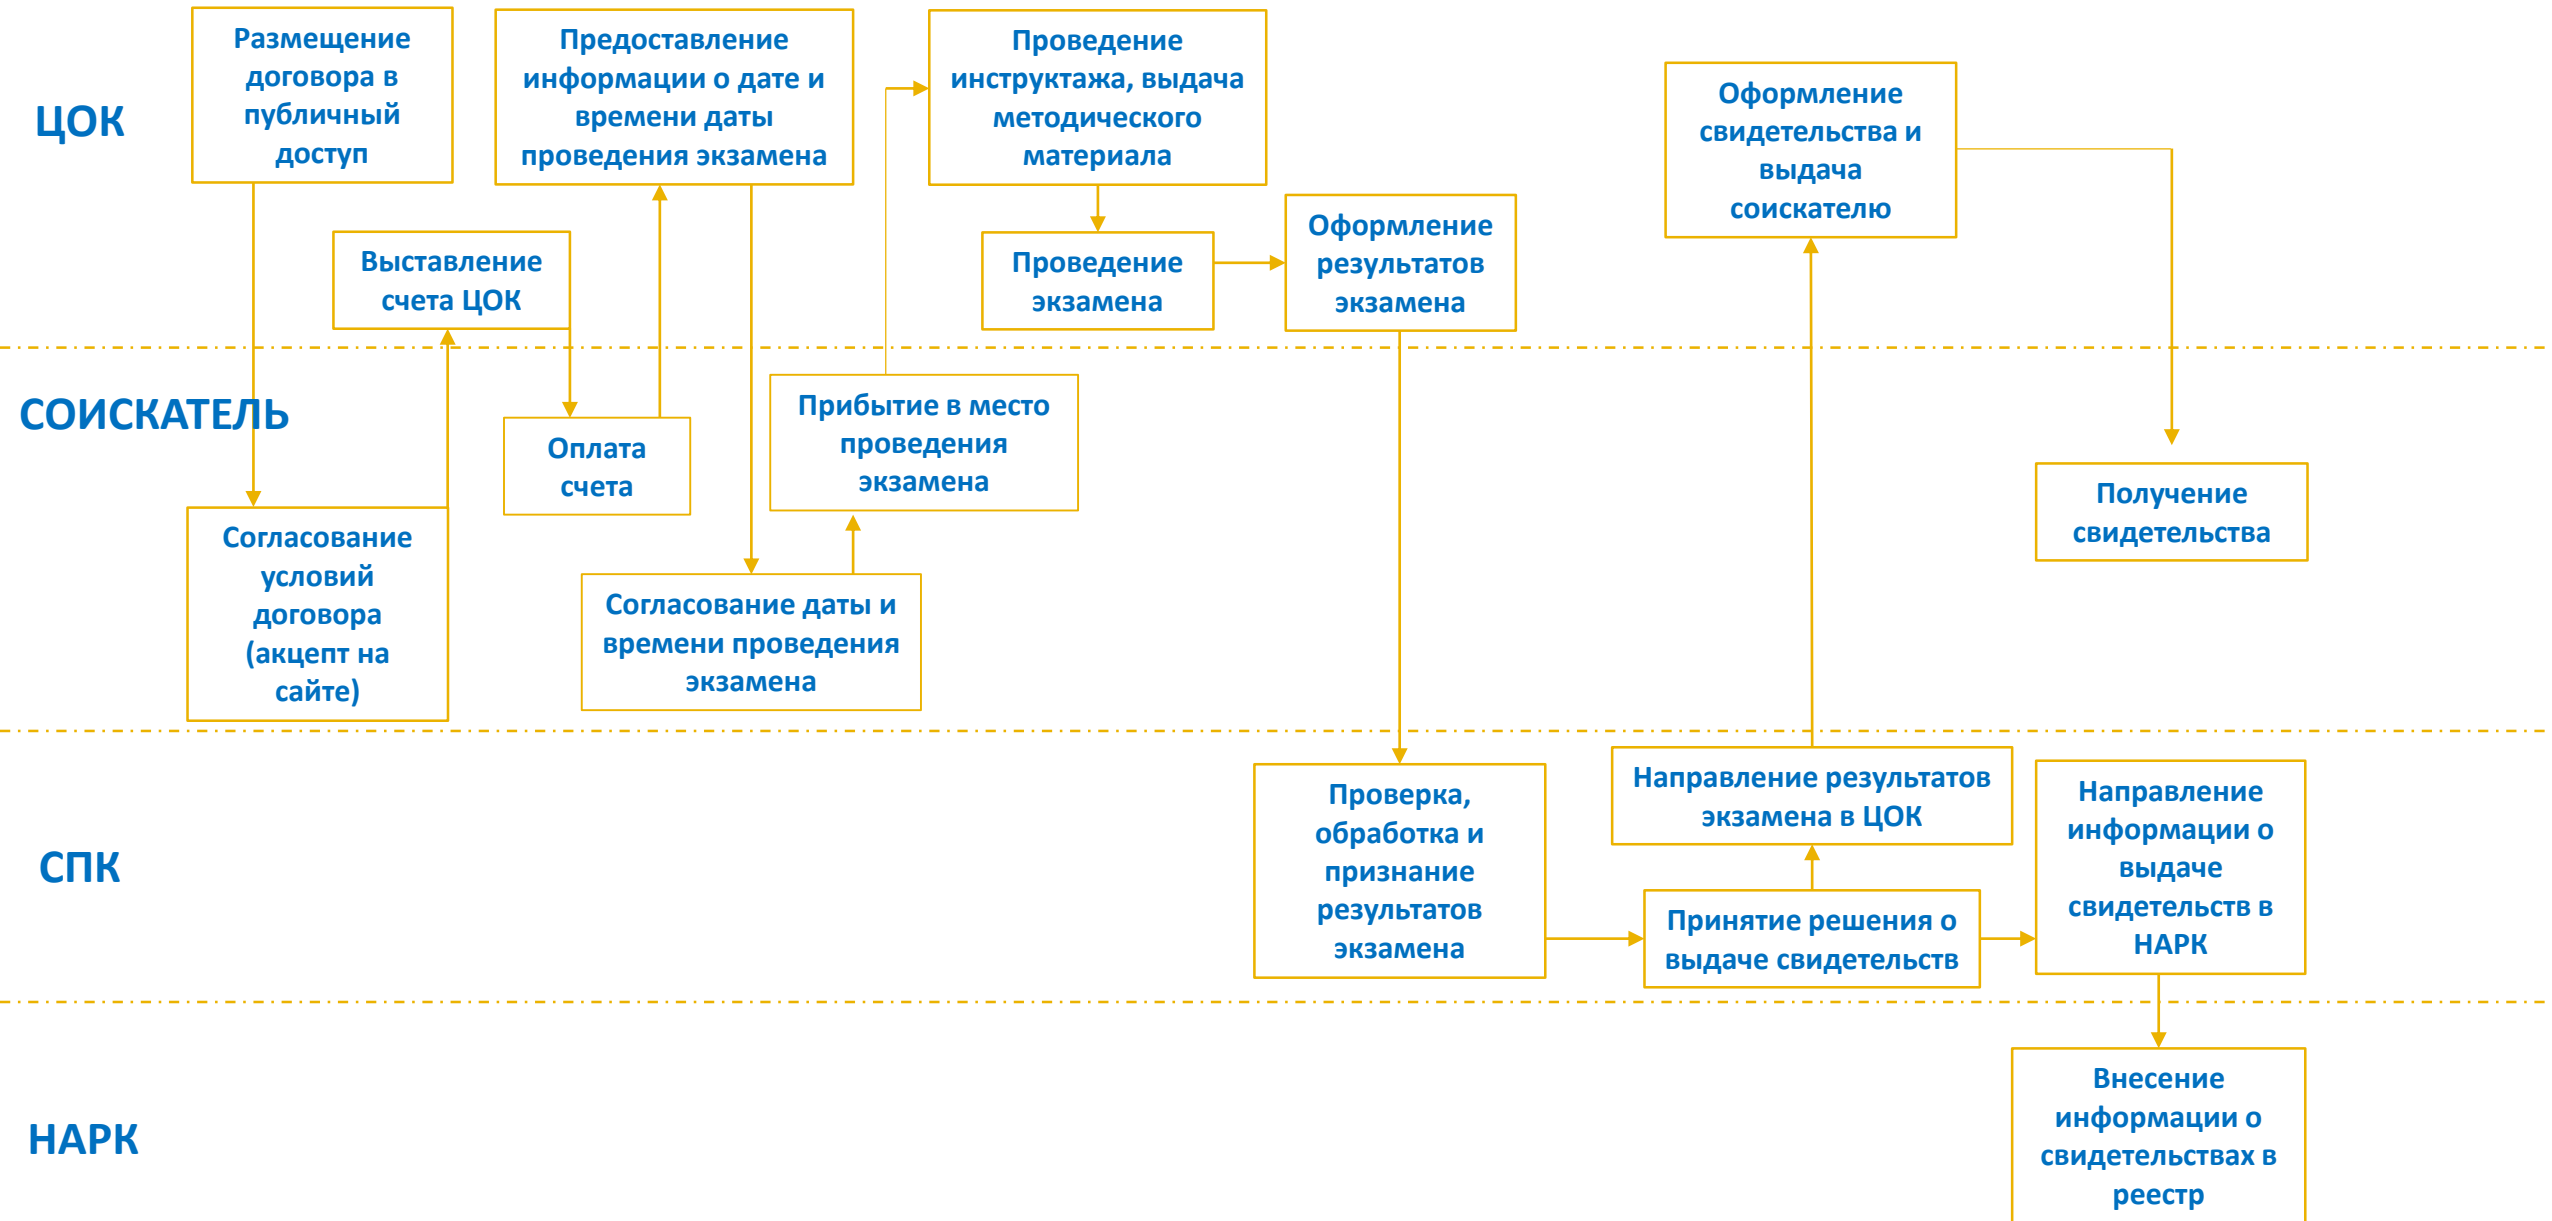 ЦОК
Размещение
договора в
публичный
доступ
Выставление
счета ЦОК
Предоставление
информации о дате и
времени даты
проведения экзамена
Проведение
инструктажа, выдача
методического
материала
Проведение
экзамена
Оформление
результатов
экзамена
Оформление
свидетельства и
выдача
соискателю
СОИСКАТЕЛЬ
Согласование
условий
договора
(акцепт на
сайте)
Оплата
счета
Согласование даты и
времени проведения
экзамена
Прибытие в место
проведения
экзамена
Получение
свидетельства
СПК
Проверка,
обработка и
признание
результатов
экзамена
Направление результатов
экзамена в ЦОК
Принятие решения о
выдаче свидетельств
Направление
информации о
выдаче
свидетельств в
НАРК
НАРК
Внесение
информации о
свидетельствах в
реестр